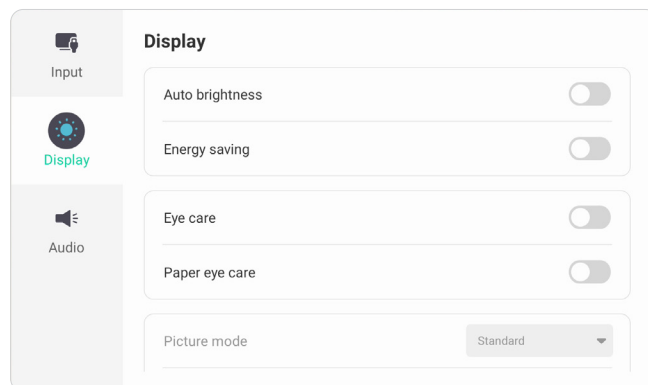 Display
Input
Auto brightness
Energy saving
Display
Eye care
Audio
Paper eye care
Picture mode Standard